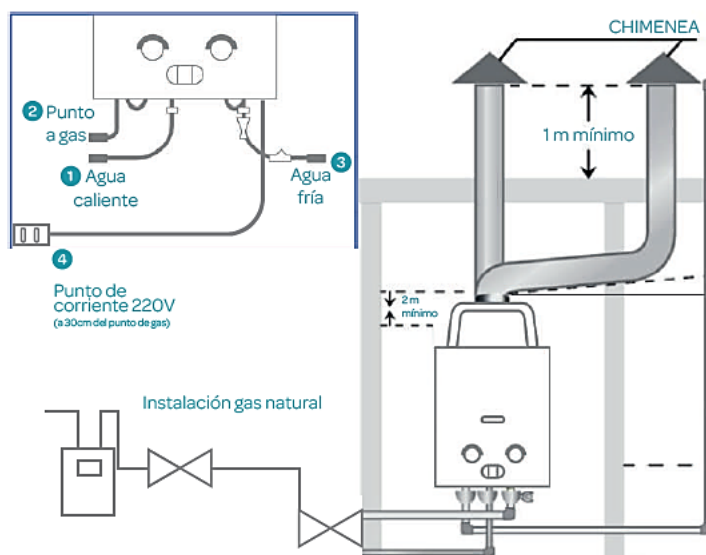 CHIMENEA
2 Punto
a gas
1 Agua
caliente
Agua 3
fría
4
Punto de
corriente 220V
(a 30cm del punto de gas)
1 m mínimo
2 m
mínimo
Instalación gas natural